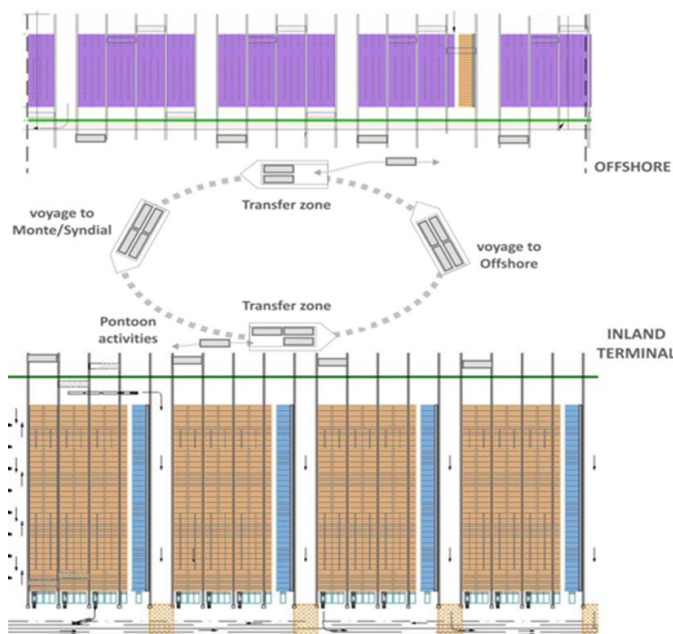 OFFSHORE
Transfer zone
voyage to
Monte/Syndial
voyage to
Offshore
Transfer zone
Pontoon
activities
INLAND
TERMINAL